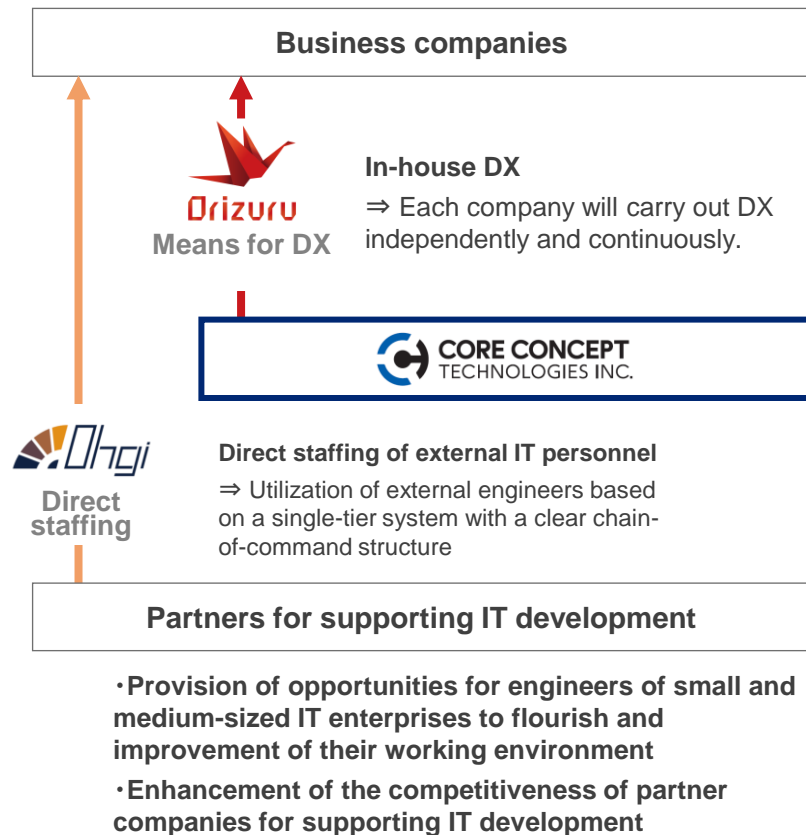 Business companies
Orizuru
Means for DX
In-house DX
⇒ Each company will carry out DX
independently and continuously.
CORE CONCEPT
TECHNOLOGIES INC.
Ohgi
Direct
staffing
Direct staffing of external IT personnel
⇒ Utilization of external engineers based
on a single-tier system with a clear chain-
of-command structure
Partners for supporting IT development
・Provision of opportunities for engineers of small and
medium-sized IT enterprises to flourish and
improvement of their working environment
・Enhancement of the competitiveness of partner
companies for supporting IT development